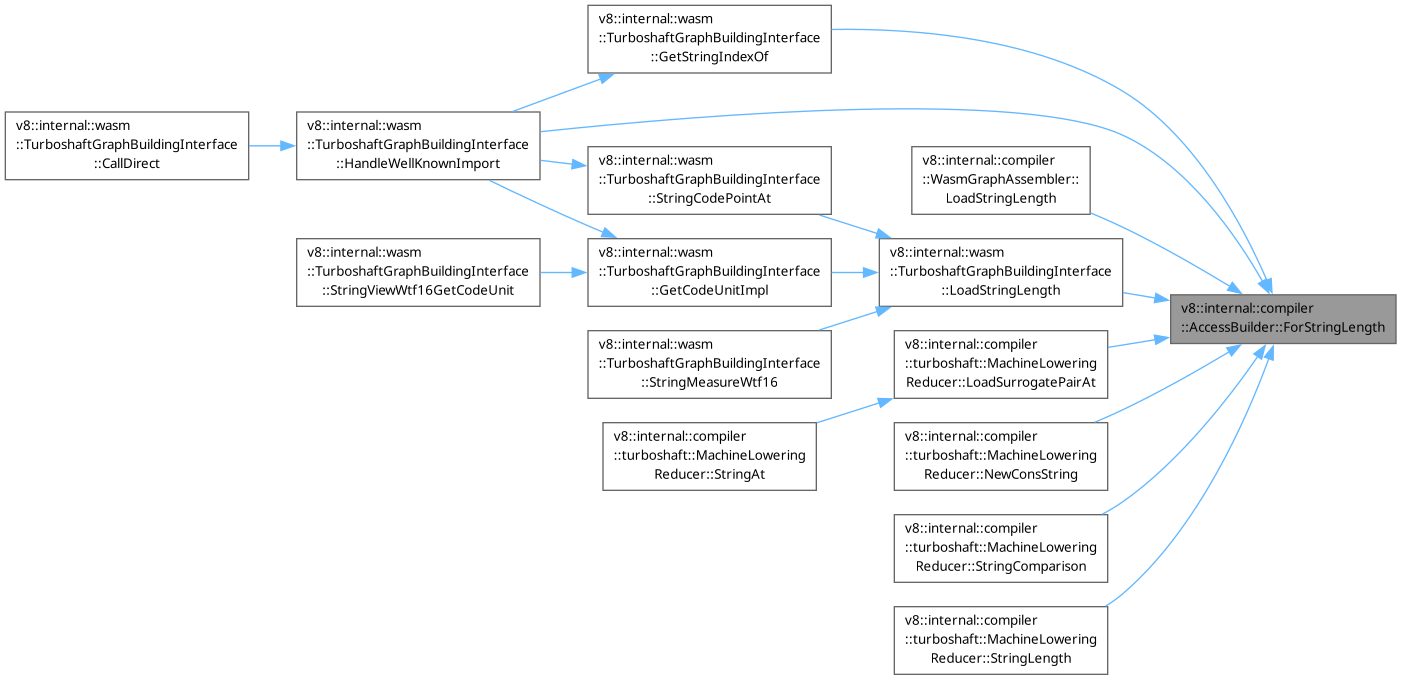 v8::internal::wasm
::TurboshaftGraphBuildingInterface
::GetStringIndexOf
v8::internal::wasm
::TurboshaftGraphBuildingInterface
::CallDirect
v8::internal::wasm
::TurboshaftGraphBuildingInterface
::HandleWellKnownImport
v8::internal::wasm
::TurboshaftGraphBuildingInterface
::StringCodePointAt
v8::internal::compiler
::WasmGraphAssembler::
LoadStringLength
v8::internal::wasm
::TurboshaftGraphBuildingInterface
::StringViewWtf16GetCodeUnit
v8::internal::wasm
::TurboshaftGraphBuildingInterface
::GetCodeUnitImpl
v8::internal::wasm
::TurboshaftGraphBuildingInterface
::LoadStringLength
v8::internal::compiler
::AccessBuilder::ForStringLength
v8::internal::wasm
::TurboshaftGraphBuildingInterface
::StringMeasureWtf16
v8::internal::compiler
::turboshaft::MachineLowering
Reducer::LoadSurrogatePairAt
v8::internal::compiler
::turboshaft::MachineLowering
Reducer::StringAt
v8::internal::compiler
::turboshaft::MachineLowering
Reducer::NewConsString
v8::internal::compiler
::turboshaft::MachineLowering
Reducer::StringComparison
v8::internal::compiler
::turboshaft::MachineLowering
Reducer::StringLength